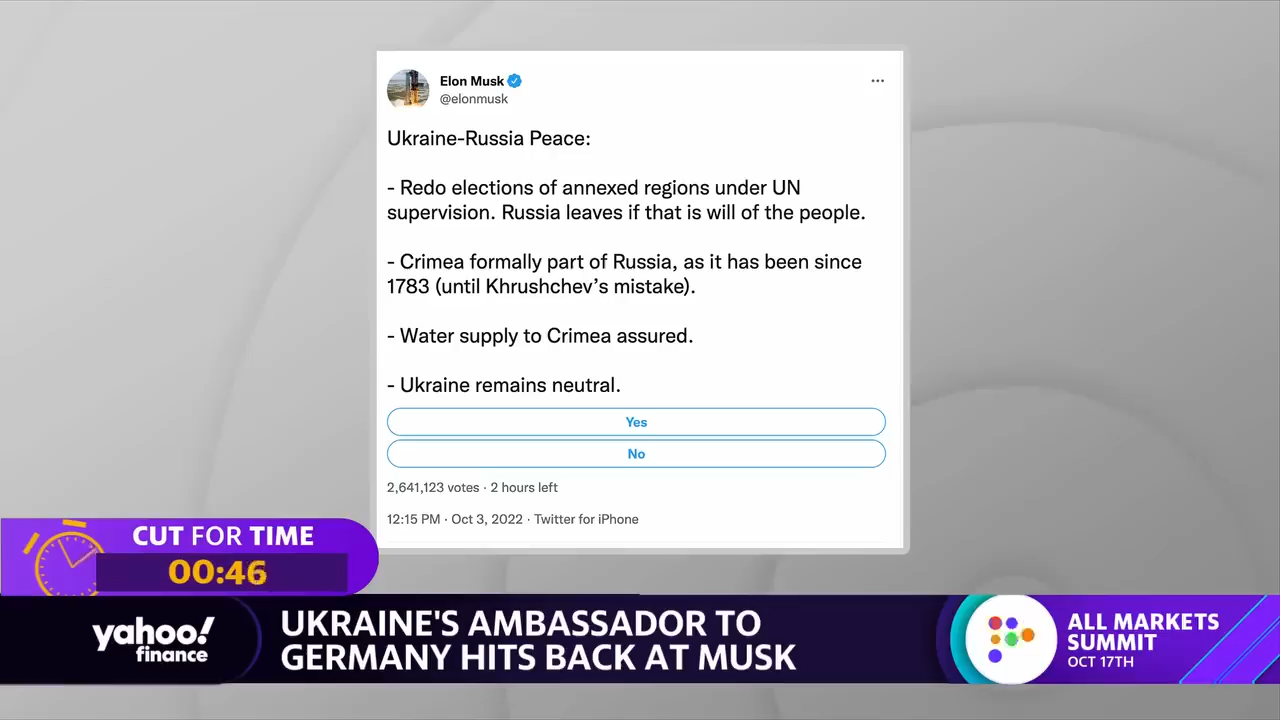 Elon Musk
@elonmusk
Ukraine-Russia Peace:
- Redo elections of annexed regions under UN
supervision. Russia leaves if that is will of the people.
- Crimea formally part of Russia, as it has been since
1783 (until Khrushchev’s mistake).
- Water supply to Crimea assured.
- Ukraine remains neutral.
Yes
No
2,641,123 votes · 2 hours left
12:15 PM · Oct 3, 2022 · Twitter for iPhone
CUT FOR TIME
00:46
yahoo!
finance
UKRAINE'S AMBASSADOR TO
GERMANY HITS BACK AT MUSK
ALL MARKETS
SUMMIT
OCT 17TH